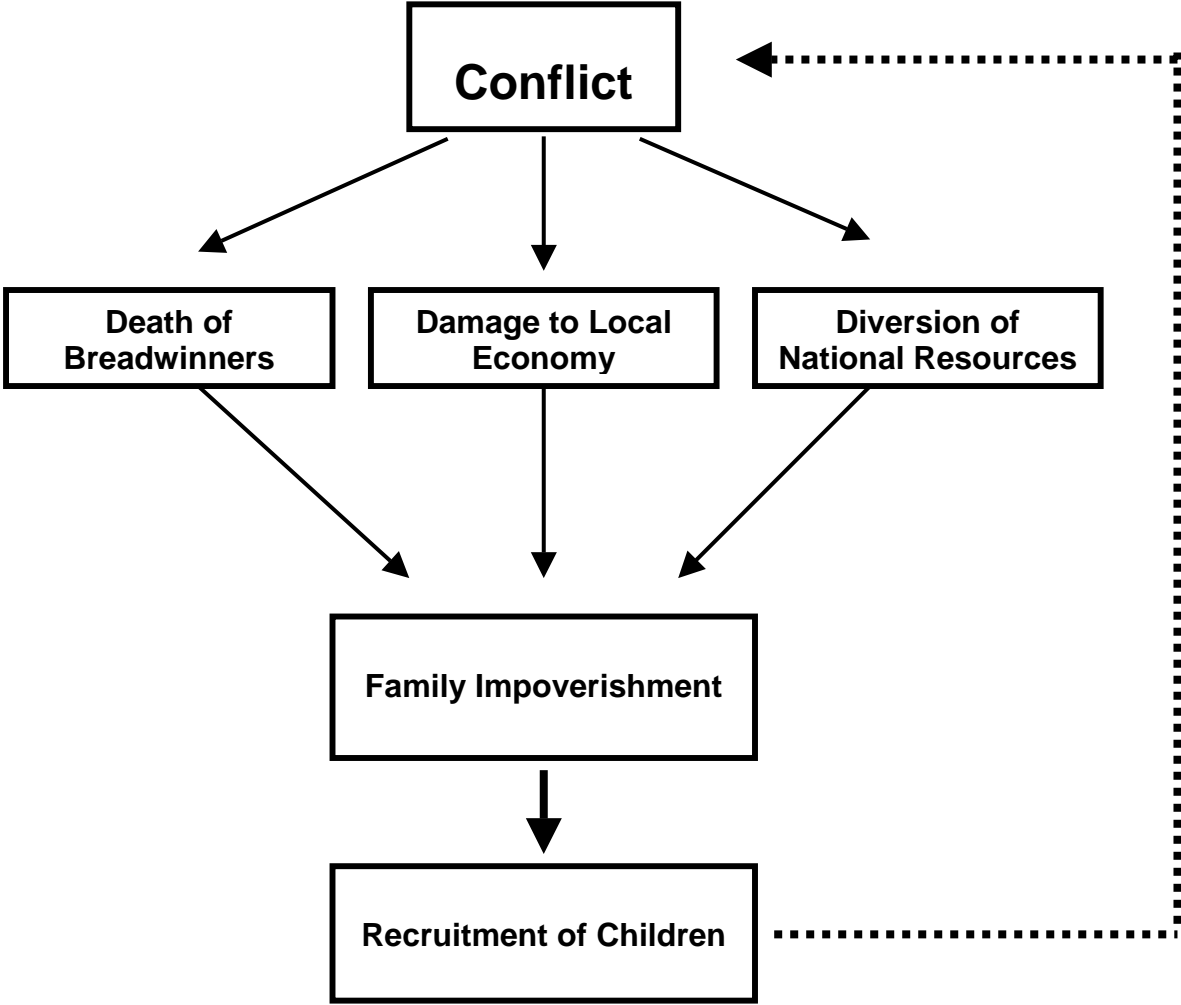 Conflict
Death of
Breadwinners
Damage to Local
Economy
Diversion of
National Resources
Family Impoverishment
Recruitment of Children